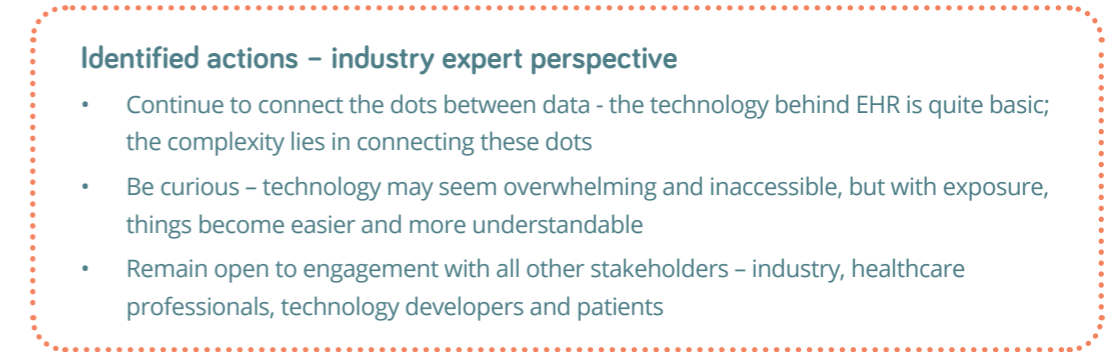 Identified actions – industry expert perspective
• Continue to connect the dots between data - the technology behind EHR is quite basic;
the complexity lies in connecting these dots
• Be curious – technology may seem overwhelming and inaccessible, but with exposure,
things become easier and more understandable
• Remain open to engagement with all other stakeholders – industry, healthcare
professionals, technology developers and patients